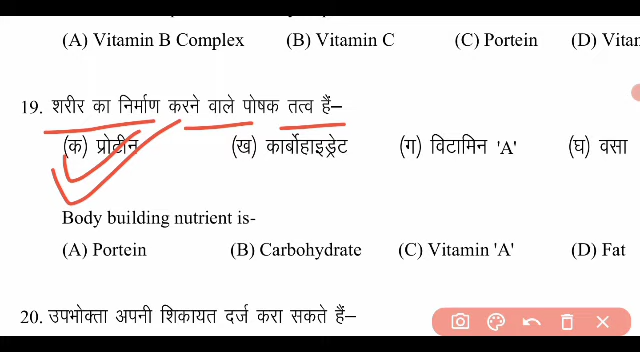 (A) Vitamin B Complex (B) Vitamin C (C) Portein (D)
19. शरीर का निर्माण करने वाले पोषक तत्व हैं–
(क) प्रोटीन (ख) कार्बोहाइड्रेट (ग) विटामिन 'A' (घ) वसा
Body building nutrient is-
(A) Portein (B) Carbohydrate (C) Vitamin 'A' (D) Fat
20. उपभोक्ता अपनी शिकायत दर्ज करा सकते हैं–